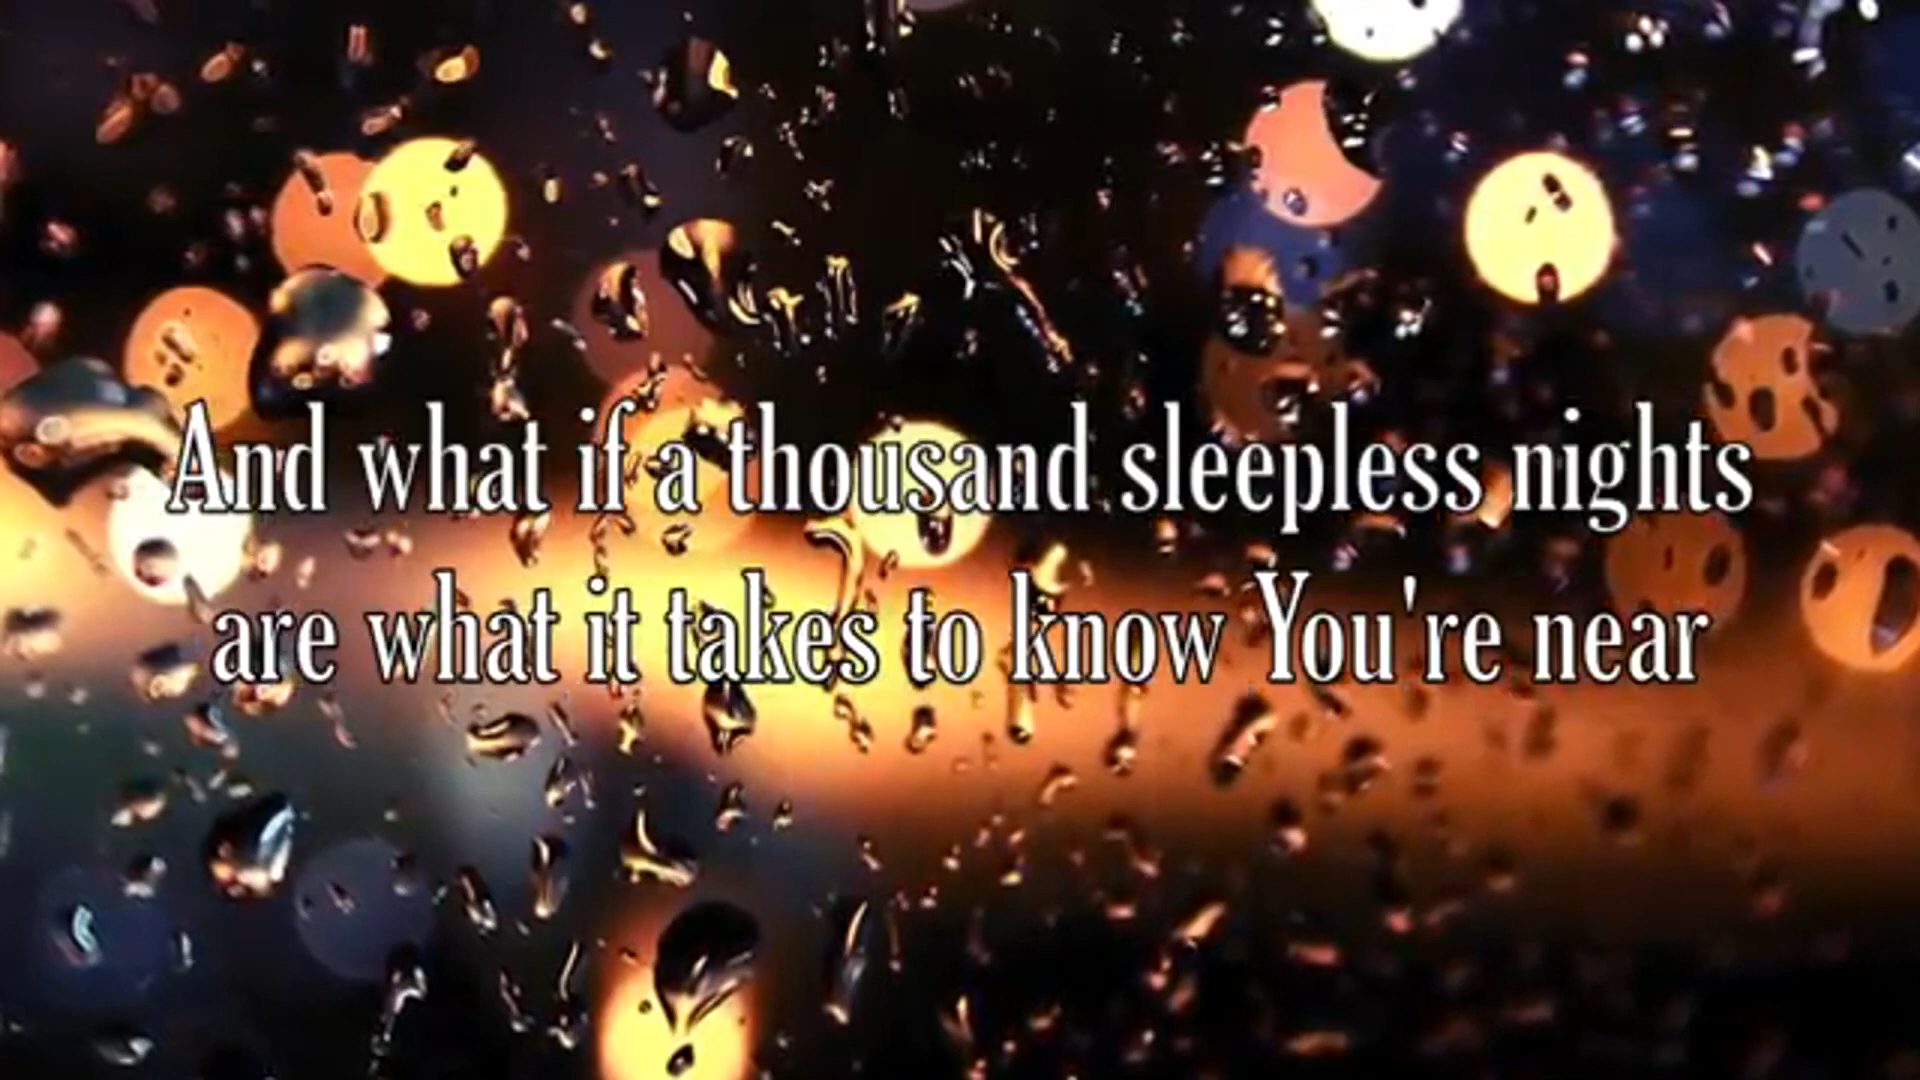 And what if a thousand sleepless nights
are what it takes to know You're near